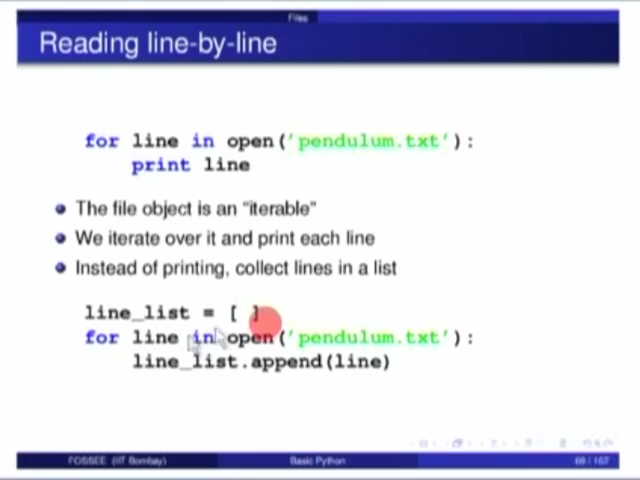 Files
Reading line-by-line
for line in open('pendulum.txt'):
print line
The file object is an "iterable"
We iterate over it and print each line
Instead of printing, collect lines in a list
line_list = [ ]
for line in open('pendulum.txt'):
line_list.append(line)
FOSSEE (IIT Bombay) Basic Python / 167